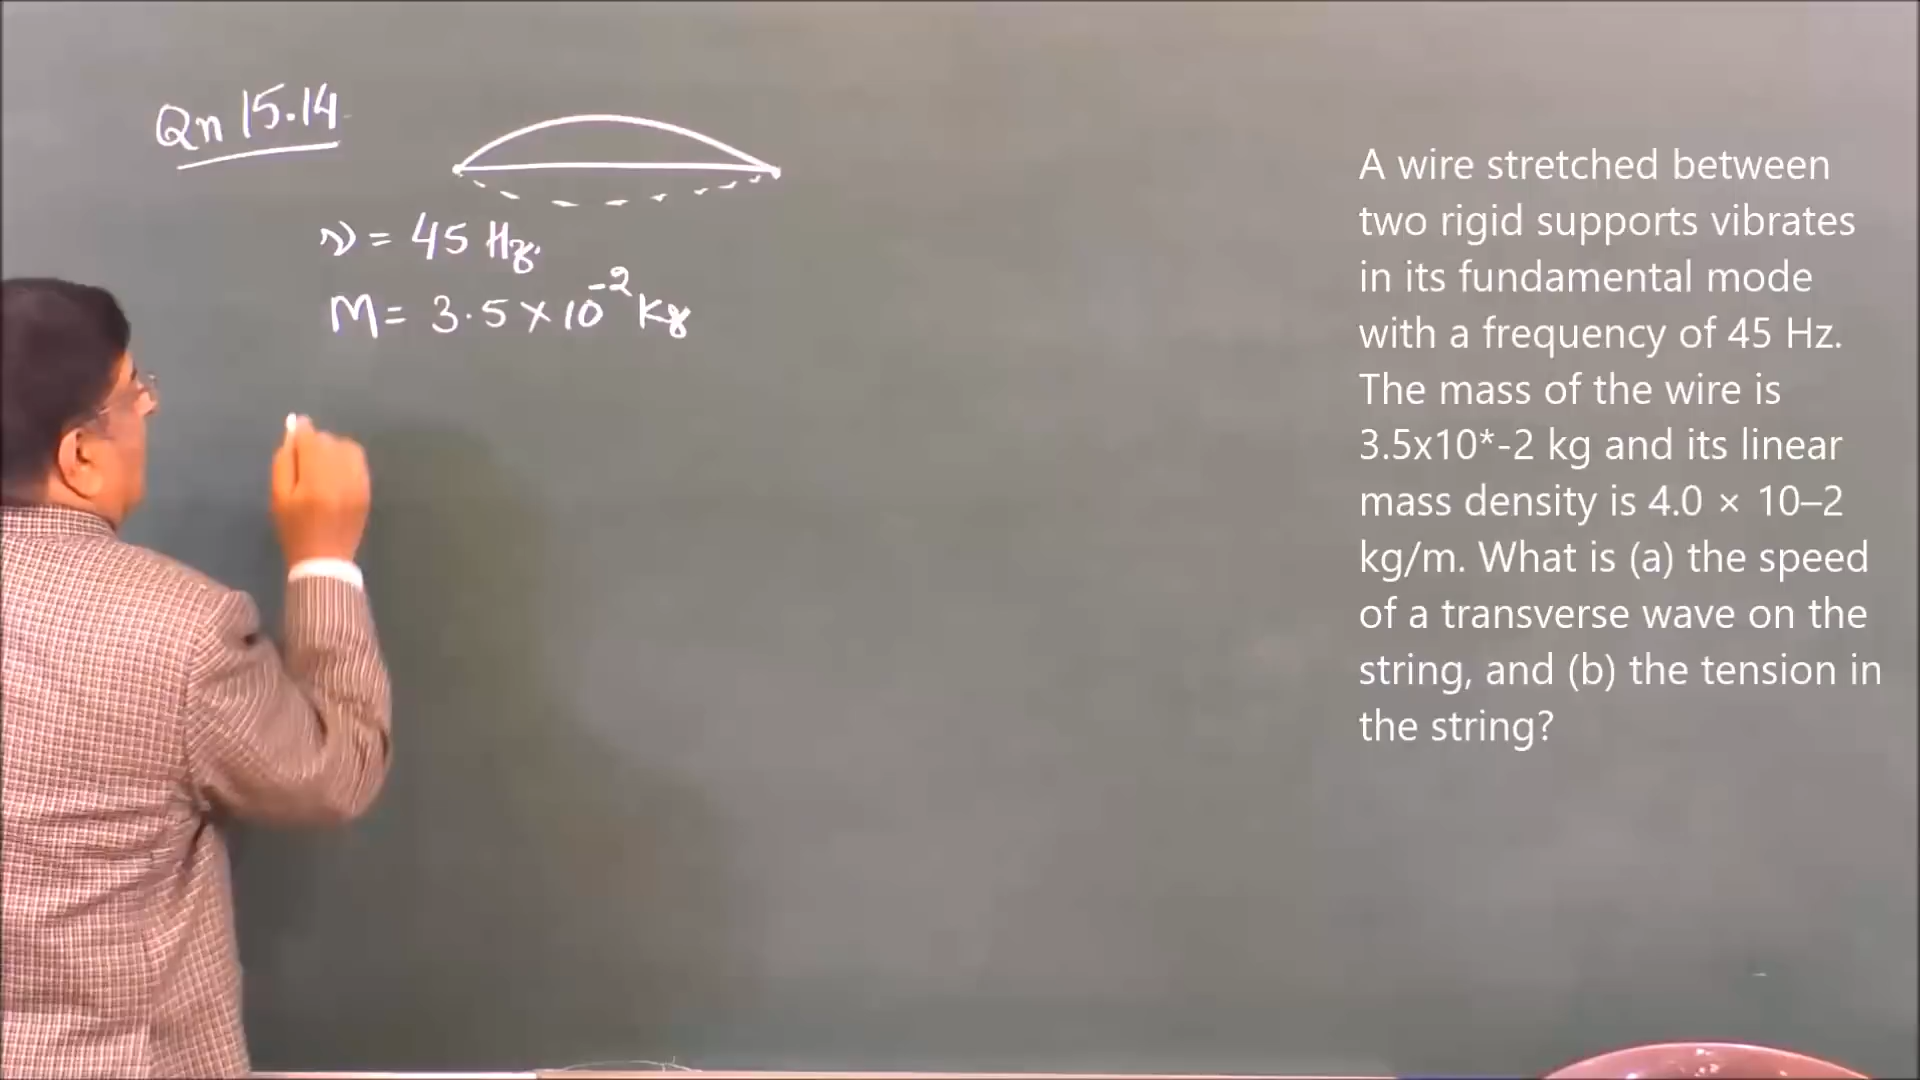 Qn 15.14
ν = 45 Hz.
M = 3.5 × 10⁻² Kg
A wire stretched between
two rigid supports vibrates
in its fundamental mode
with a frequency of 45 Hz.
The mass of the wire is
3.5x10*-2 kg and its linear
mass density is 4.0 × 10–2
kg/m. What is (a) the speed
of a transverse wave on the
string, and (b) the tension in
the string?